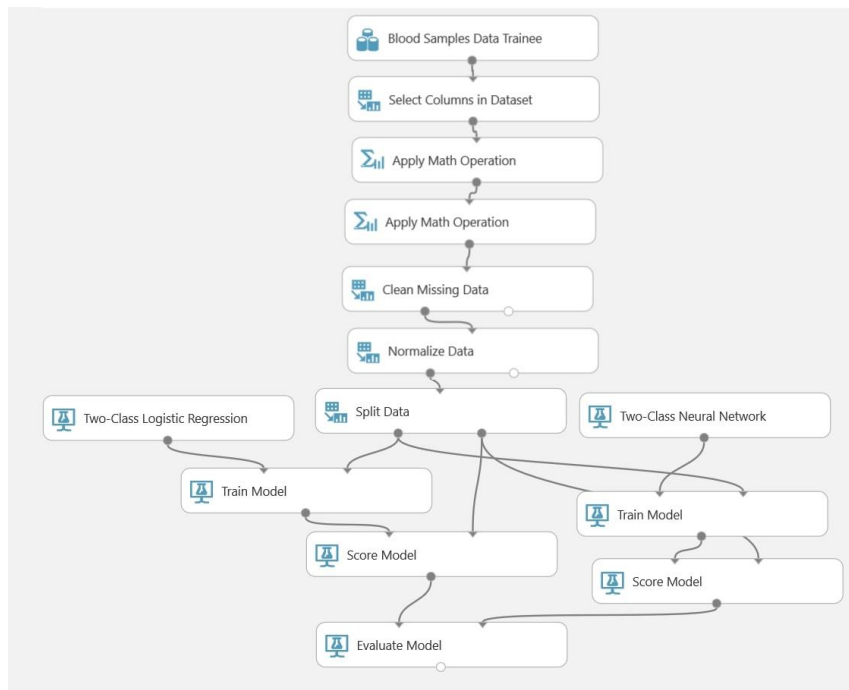 Blood Samples Data Trainee
Select Columns in Dataset
Apply Math Operation
Apply Math Operation
Clean Missing Data
Normalize Data
Two-Class Logistic Regression
Split Data
Two-Class Neural Network
Train Model
Train Model
Score Model
Score Model
Evaluate Model